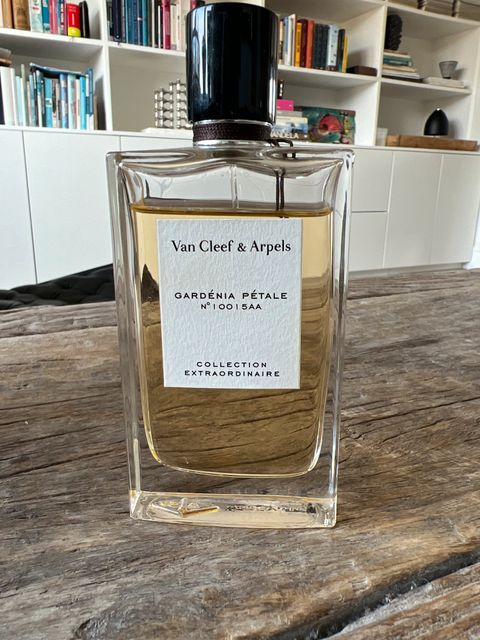 Van Cleef & Arpels
GARDÉNIA PÉTALE
N°10015AA
COLLECTION
EXTRAORDINAIRE